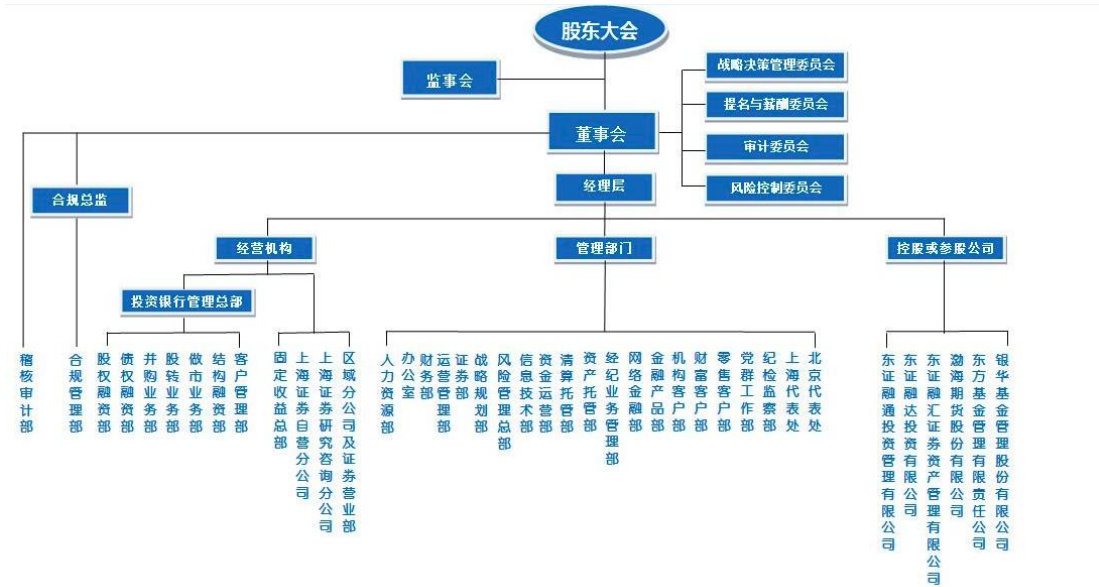 股东大会
监事会
战略决策管理委员会
提名与薪酬委员会
董事会
审计委员会
经理层
风险控制委员会
合规总监
经营机构
管理部门
控股或参股公司
投资银行管理总部
稽核审计部
合规管理部
股权融资部
债权融资部
并购业务部
股转业务部
做市业务部
结构融资部
客户管理部
固定收益总部
上海证券自营分公司
上海证券研究咨询分公司
区域分公司及证券营业部
人力资源部
办公室
财务部
运营管理部
证券部
战略规划部
风险管理总部
信息技术部
资金运营部
清算托管部
资产托管部
经纪业务管理部
网络金融部
金融产品部
机构客户部
财富客户部
零售客户部
党群工作部
纪检监察部
上海代表处
北京代表处
东证融通投资管理有限公司
东证融达投资有限公司
东证融汇证券资产管理有限公司
渤海期货股份有限公司
东方基金管理有限责任公司
银华基金管理股份有限公司